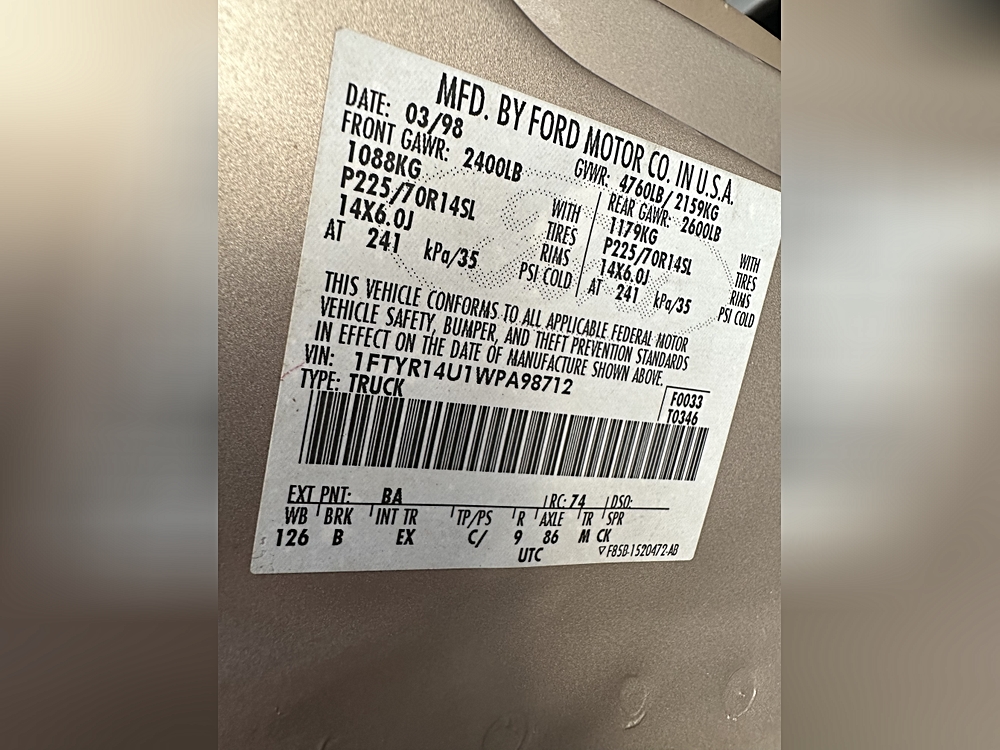 MFD. BY FORD MOTOR CO. IN U.S.A.
DATE: 03/98
GVWR: 4760LB/ 2159KG
FRONT GAWR: 2400LB
1088KG WITH
P225/70R14SL TIRES
14X6.0J RIMS
AT 241 kPa/35 PSI COLD
REAR GAWR: 2600LB
1179KG WITH
P225/70R14SL TIRES
14X6.0J RIMS
AT 241 kPa/35 PSI COLD
THIS VEHICLE CONFORMS TO ALL APPLICABLE FEDERAL MOTOR
VEHICLE SAFETY, BUMPER, AND THEFT PREVENTION STANDARDS
IN EFFECT ON THE DATE OF MANUFACTURE SHOWN ABOVE.
VIN: 1FTYR14U1WPA98712
TYPE: TRUCK
F0033
T0346
EXT PNT: BA RC: 74 DSO:
WB BRK INT TR TP/PS R AXLE TR SPR
126 B EX C/ 9 86 M CK
UTC
▽ F85B-1520472-AB